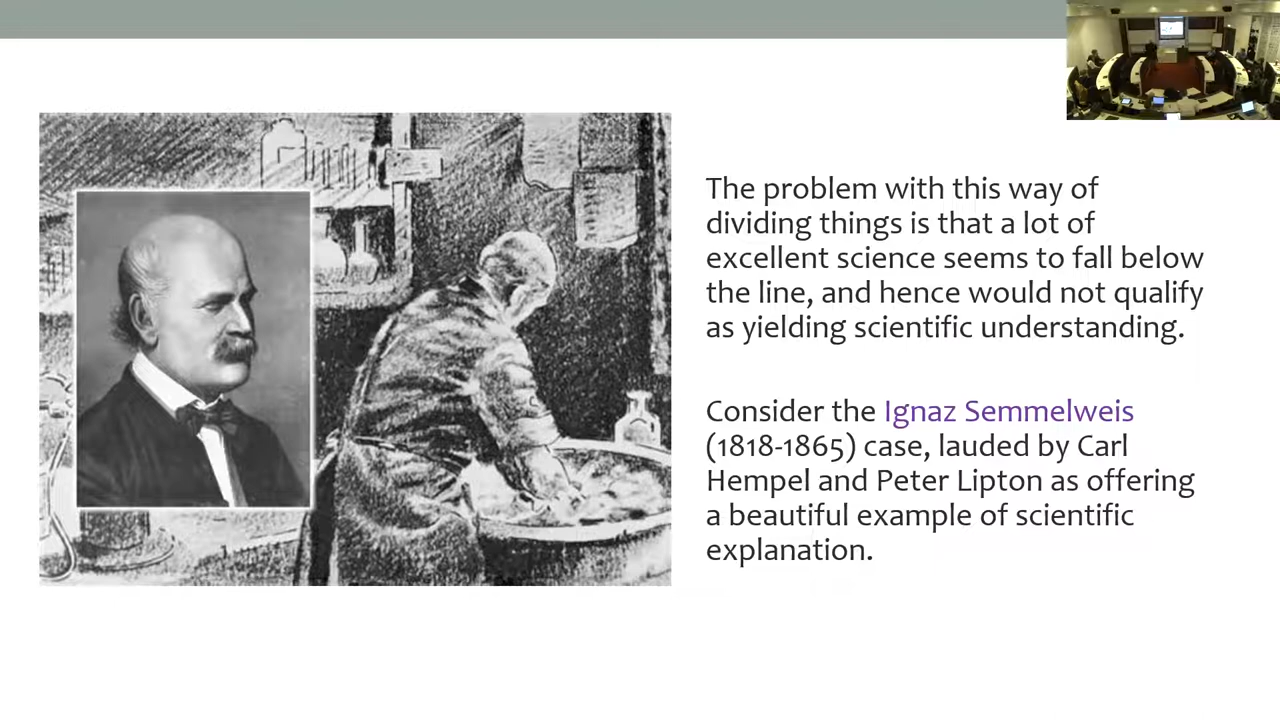 The problem with this way of
dividing things is that a lot of
excellent science seems to fall below
the line, and hence would not qualify
as yielding scientific understanding.
Consider the Ignaz Semmelweis
(1818-1865) case, lauded by Carl
Hempel and Peter Lipton as offering
a beautiful example of scientific
explanation.